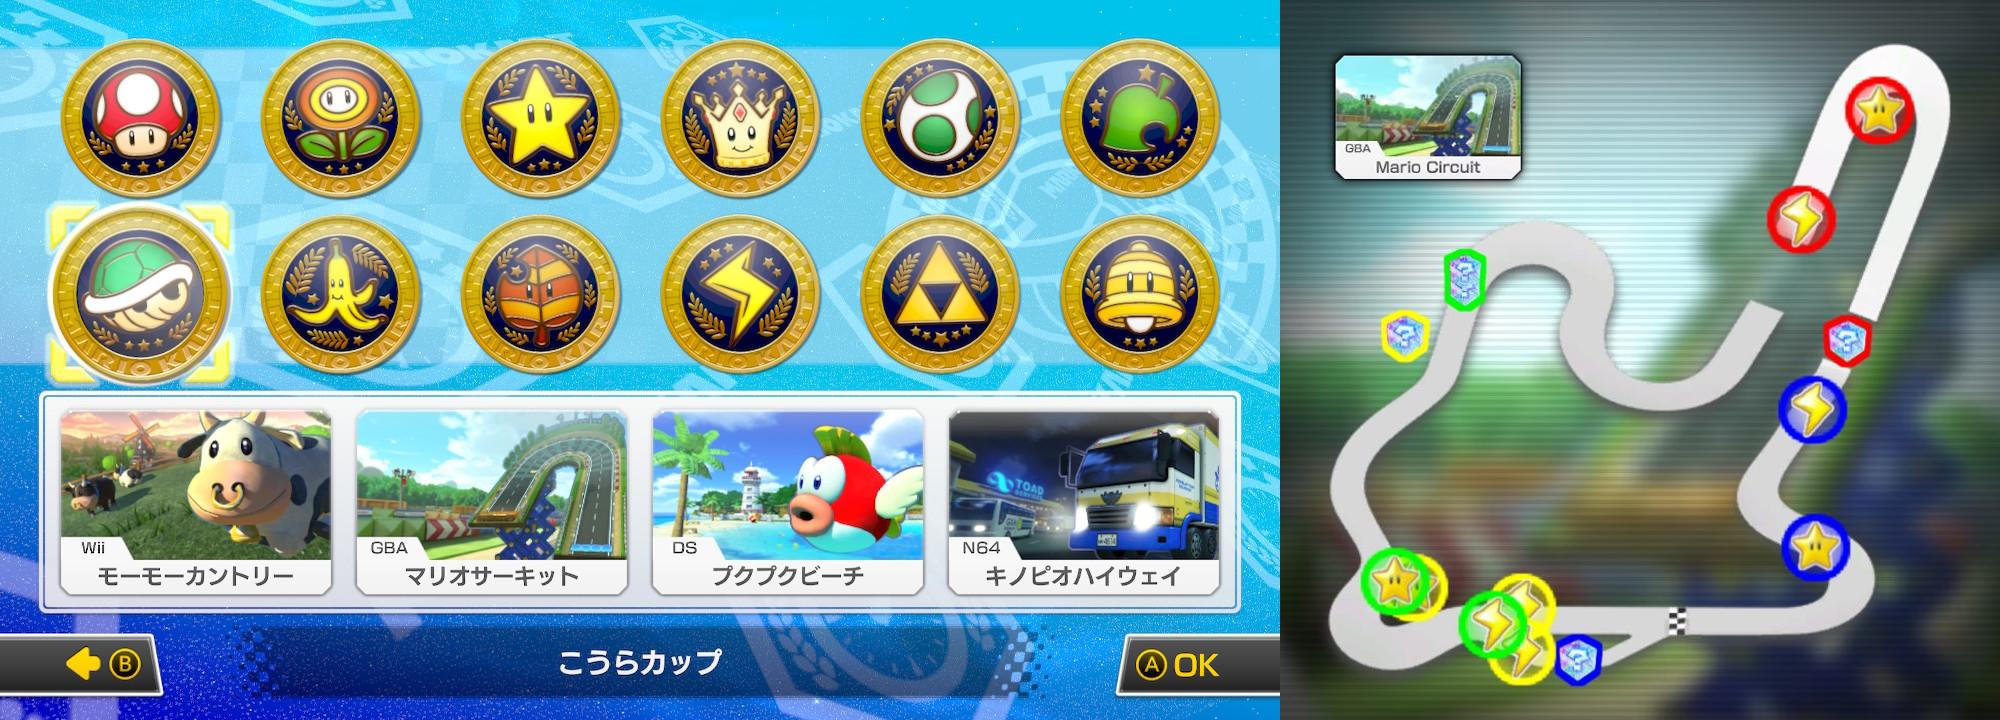 Wii
モーモーカントリー
GBA
マリオサーキット
DS
プクプクビーチ
TOAD
N64
キノピオハイウェイ
B
こうらカップ
A OK
GBA
Mario Circuit